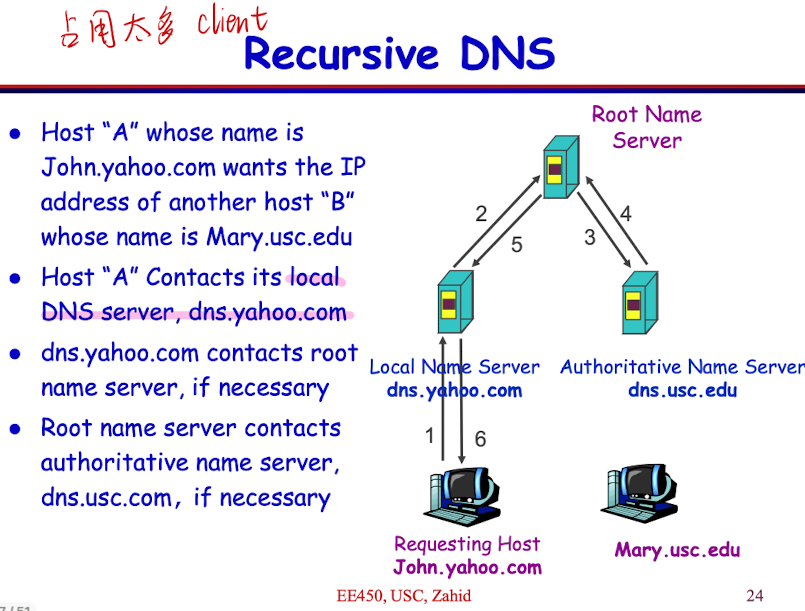 占用太多 client
Recursive DNS
● Host “A” whose name is
John.yahoo.com wants the IP
address of another host “B”
whose name is Mary.usc.edu
● Host “A” Contacts its local
DNS server, dns.yahoo.com
● dns.yahoo.com contacts root
name server, if necessary
● Root name server contacts
authoritative name server,
dns.usc.com, if necessary
Root Name
Server
2
5
3
4
Local Name Server
dns.yahoo.com
Authoritative Name Server
dns.usc.edu
1
6
Requesting Host
John.yahoo.com
Mary.usc.edu
EE450, USC, Zahid
24